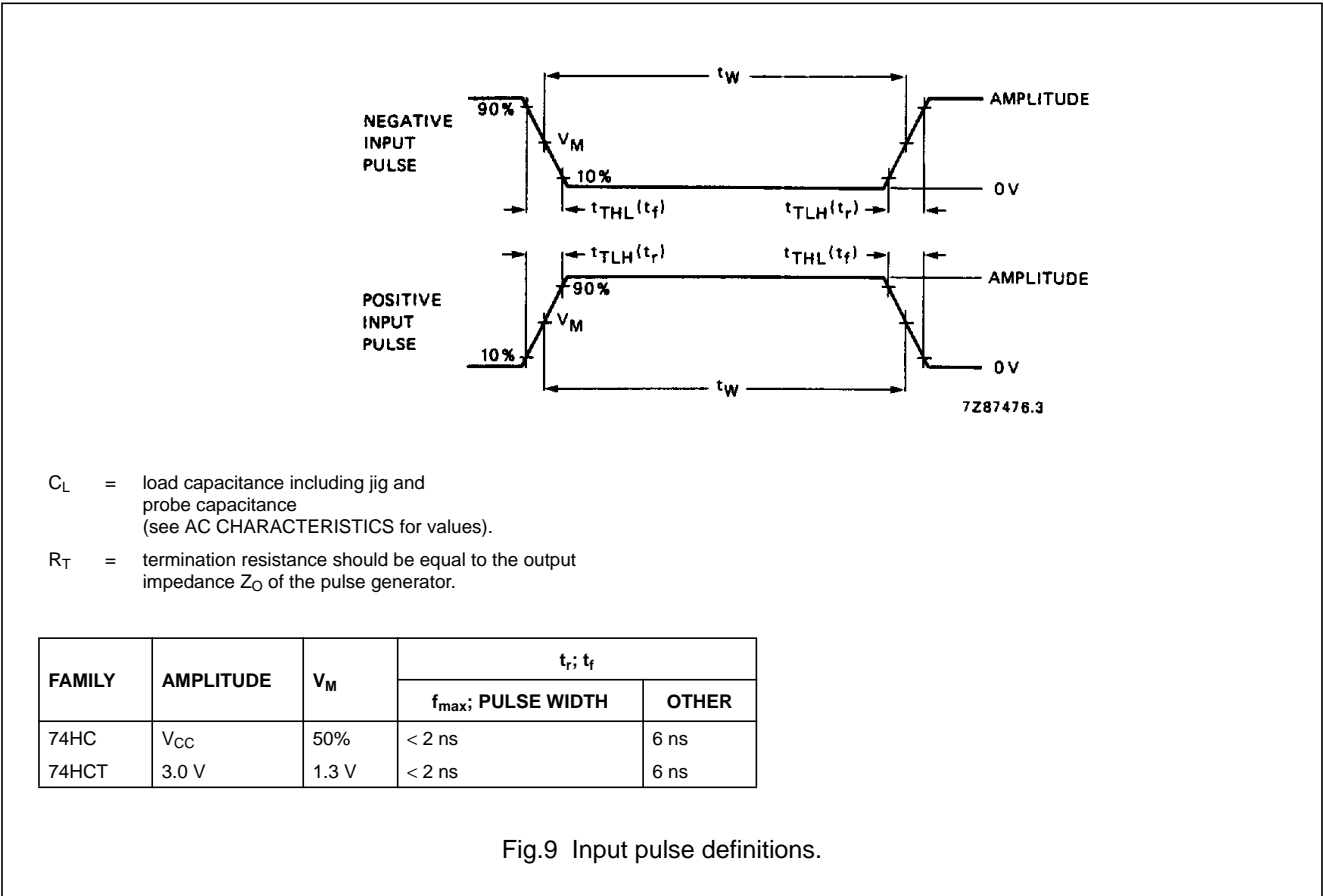 tW
90%
AMPLITUDE
NEGATIVE
INPUT
PULSE
VM
10%
0 V
tTHL(tf)
tTLH(tr)
tTLH(tr)
tTHL(tf)
AMPLITUDE
90%
POSITIVE
INPUT
PULSE
VM
10%
0 V
tW
7Z87476.3
CL = load capacitance including jig and
probe capacitance
(see AC CHARACTERISTICS for values).
RT = termination resistance should be equal to the output
impedance ZO of the pulse generator.
FAMILY AMPLITUDE VM tr; tf
fmax; PULSE WIDTH OTHER
74HC VCC 50% < 2 ns 6 ns
74HCT 3.0 V 1.3 V < 2 ns 6 ns
Fig.9 Input pulse definitions.